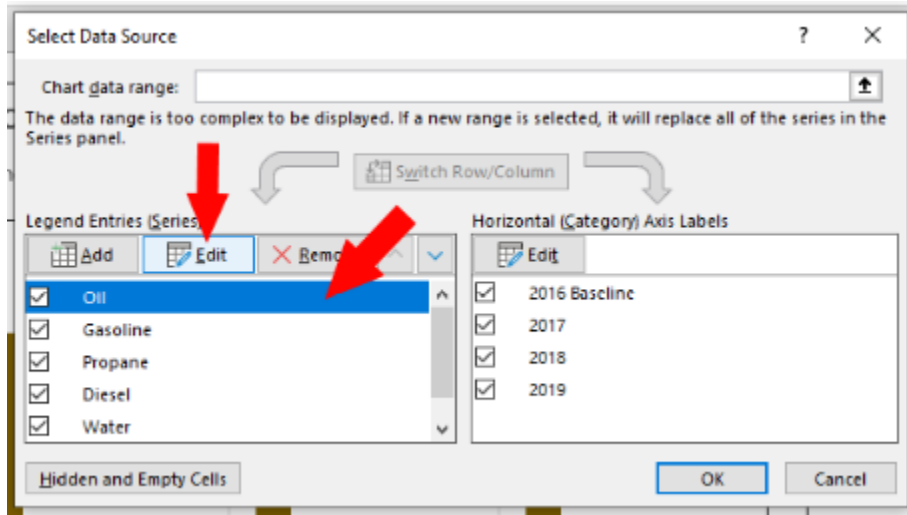 Select Data Source ? ×
Chart data range:
The data range is too complex to be displayed. If a new range is selected, it will replace all of the series in the
Series panel.
Switch Row/Column
Legend Entries (Series)
Horizontal (Category) Axis Labels
Add Edit Remo
Edit
Oil
Gasoline
Propane
Diesel
Water
2016 Baseline
2017
2018
2019
Hidden and Empty Cells
OK Cancel